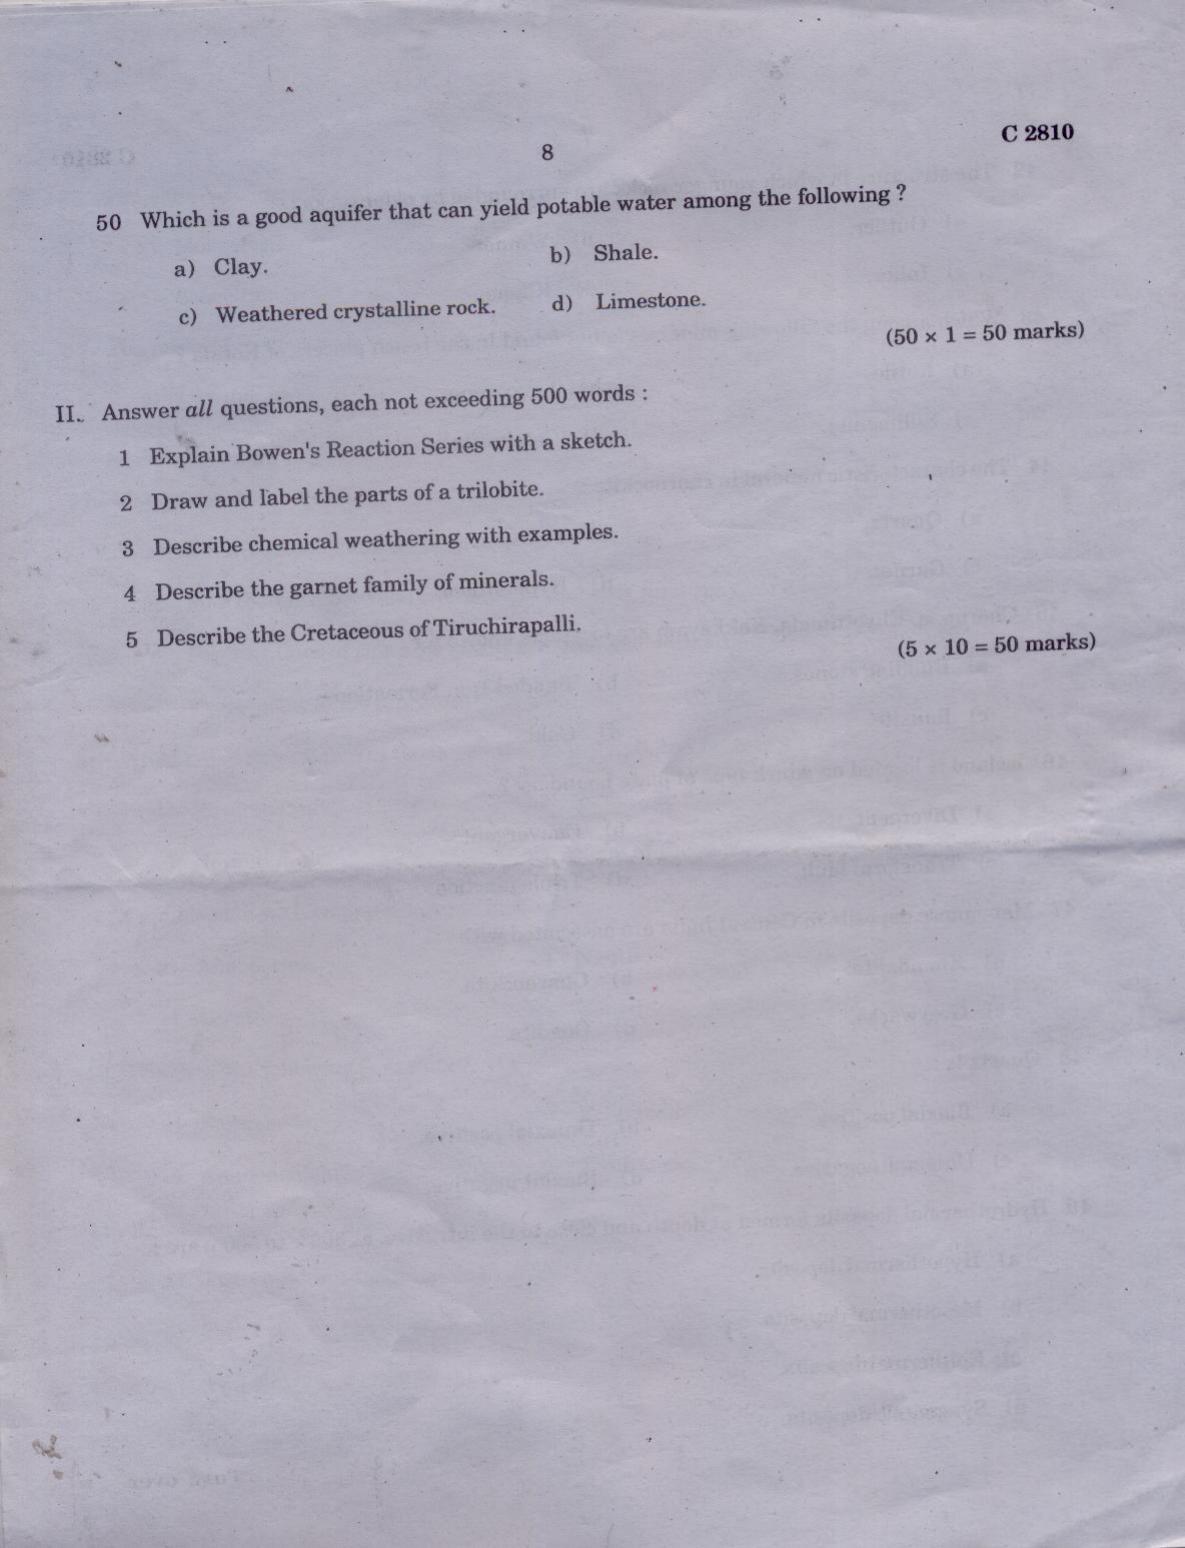 C 2810
8
50 Which is a good aquifer that can yield potable water among the following ?
a) Clay.
b) Shale.
c) Weathered crystalline rock.
d) Limestone.
(50 × 1 = 50 marks)
II. Answer all questions, each not exceeding 500 words :
1 Explain Bowen's Reaction Series with a sketch.
2 Draw and label the parts of a trilobite.
3 Describe chemical weathering with examples.
4 Describe the garnet family of minerals.
5 Describe the Cretaceous of Tiruchirapalli.
(5 × 10 = 50 marks)